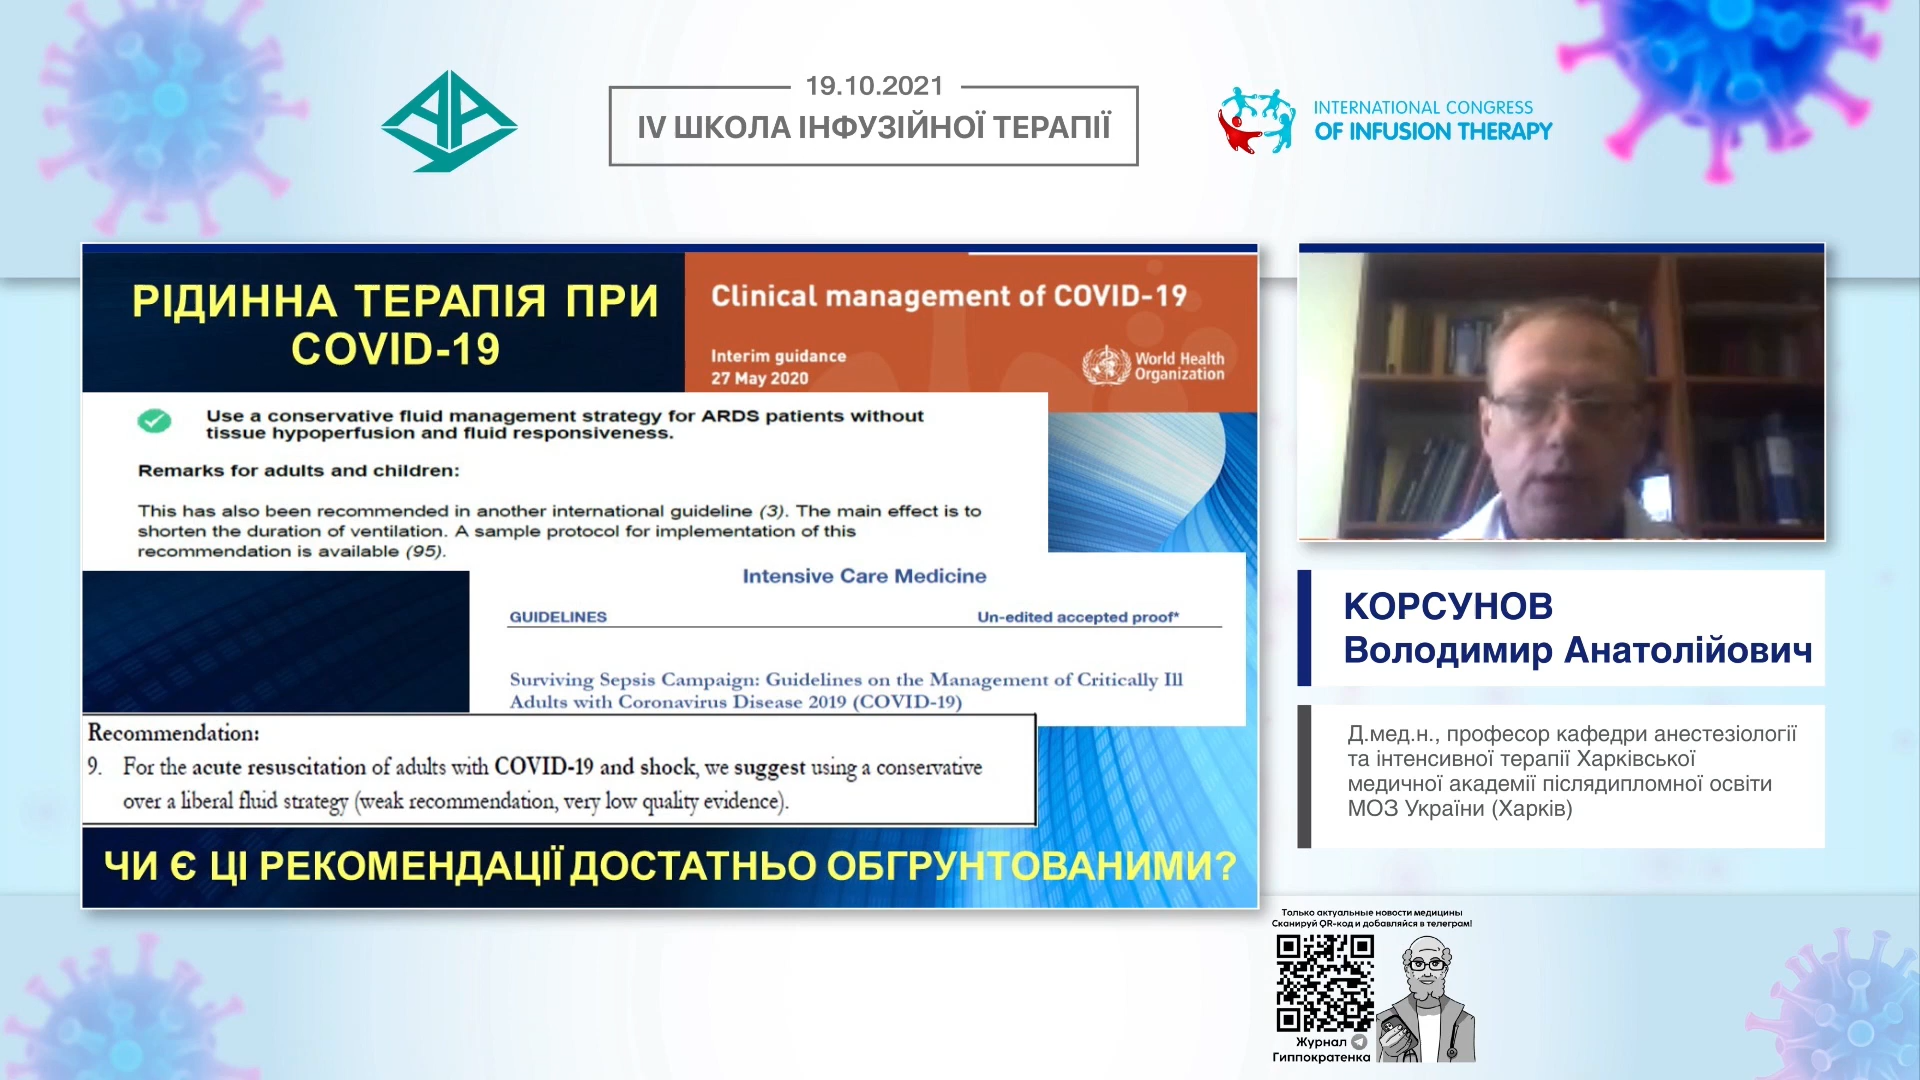 19.10.2021
IV ШКОЛА ІНФУЗІЙНОЇ ТЕРАПІЇ
INTERNATIONAL CONGRESS
OF INFUSION THERAPY
РІДИННА ТЕРАПІЯ ПРИ
COVID-19
Clinical management of COVID-19
Interim guidance
27 May 2020
World Health
Organization
Use a conservative fluid management strategy for ARDS patients without
tissue hypoperfusion and fluid responsiveness.
Remarks for adults and children:
This has also been recommended in another international guideline (3). The main effect is to
shorten the duration of ventilation. A sample protocol for implementation of this
recommendation is available (95).
Intensive Care Medicine
GUIDELINES
Un-edited accepted proof*
Surviving Sepsis Campaign: Guidelines on the Management of Critically Ill
Adults with Coronavirus Disease 2019 (COVID-19)
Recommendation:
9. For the acute resuscitation of adults with COVID-19 and shock, we suggest using a conservative
over a liberal fluid strategy (weak recommendation, very low quality evidence).
ЧИ Є ЦІ РЕКОМЕНДАЦІЇ ДОСТАТНЬО ОБГРУНТОВАНИМИ?
КОРСУНОВ
Володимир Анатолійович
Д.мед.н., професор кафедри анестезіології
та інтенсивної терапії Харківської
медичної академії післядипломної освіти
МОЗ України (Харків)
Только актуальные новости медицины
Сканируй QR-код и добавляйся в телеграм!
Журнал
Гиппократенка